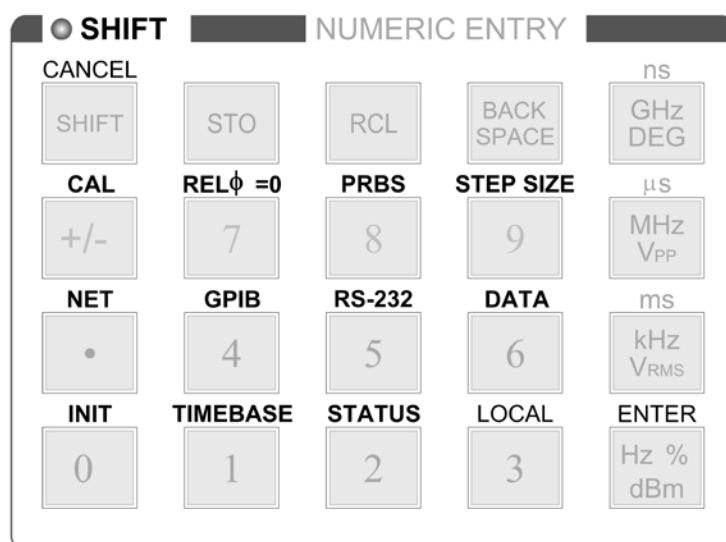 SHIFT NUMERIC ENTRY
CANCEL ns
SHIFT STO RCL BACK SPACE GHz DEG
CAL RELϕ =0 PRBS STEP SIZE μs
+/- 7 8 9 MHz VPP
NET GPIB RS-232 DATA ms
• 4 5 6 kHz VRMS
INIT TIMEBASE STATUS LOCAL ENTER
0 1 2 3 Hz % dBm